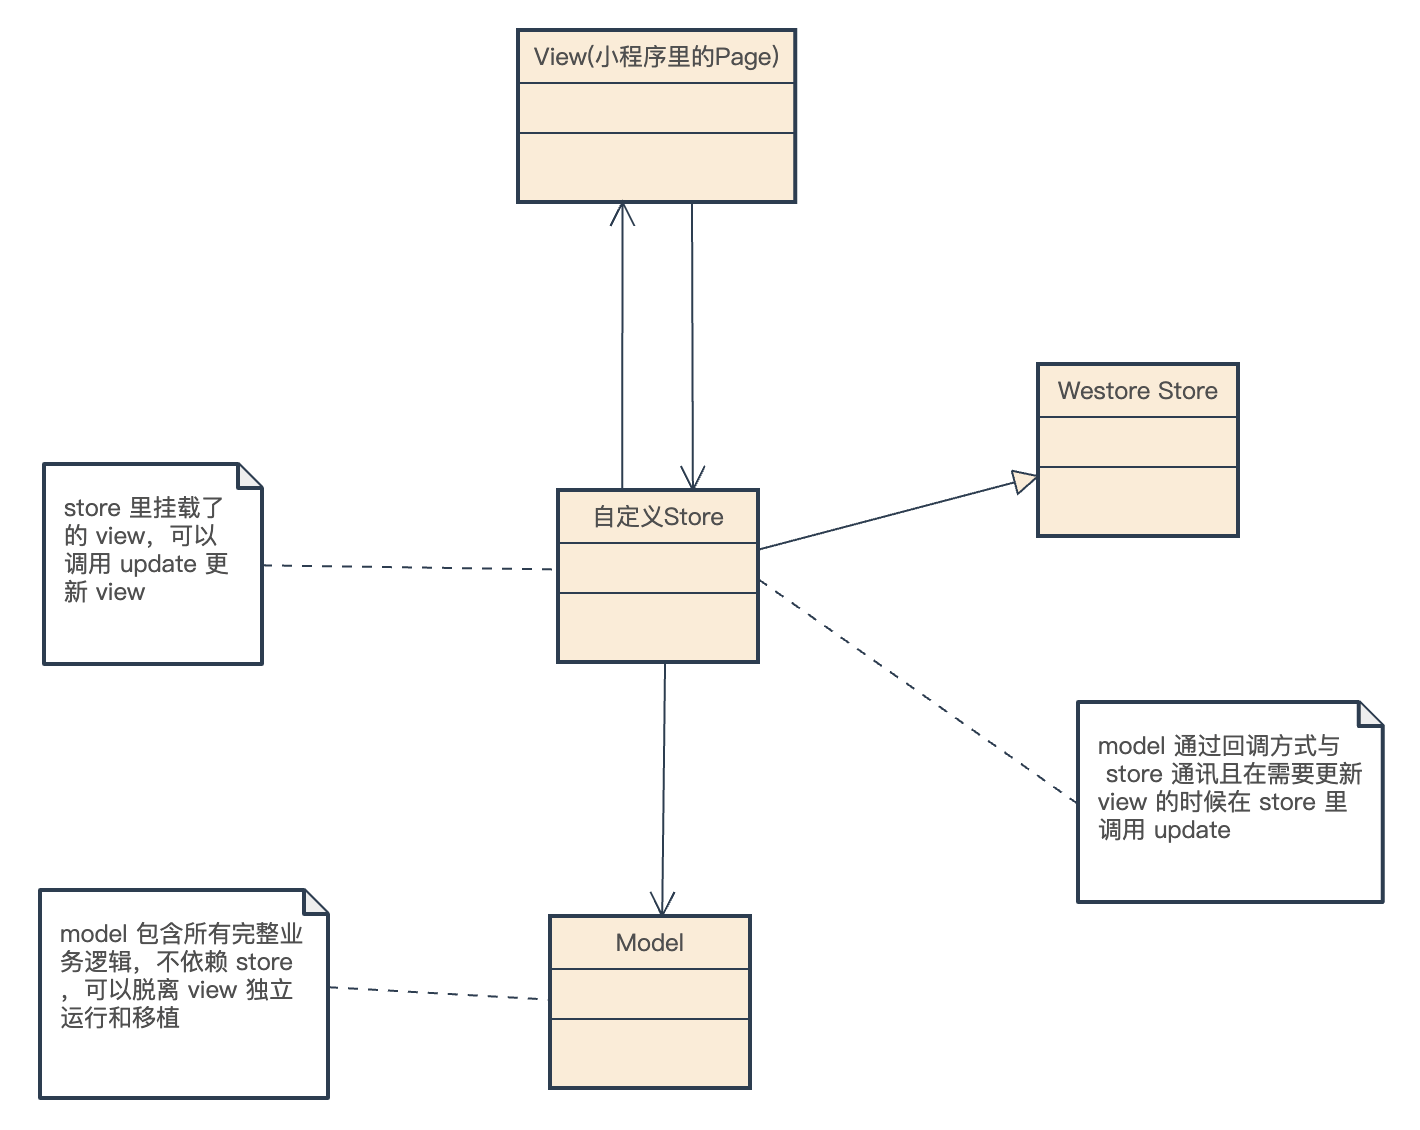 View(小程序里的Page)
Westore Store
store 里挂载了
的 view，可以
调用 update 更
新 view
自定义Store
model 通过回调方式与
store 通讯且在需要更新
view 的时候在 store 里
调用 update
model 包含所有完整业
务逻辑，不依赖 store
，可以脱离 view 独立
运行和移植
Model